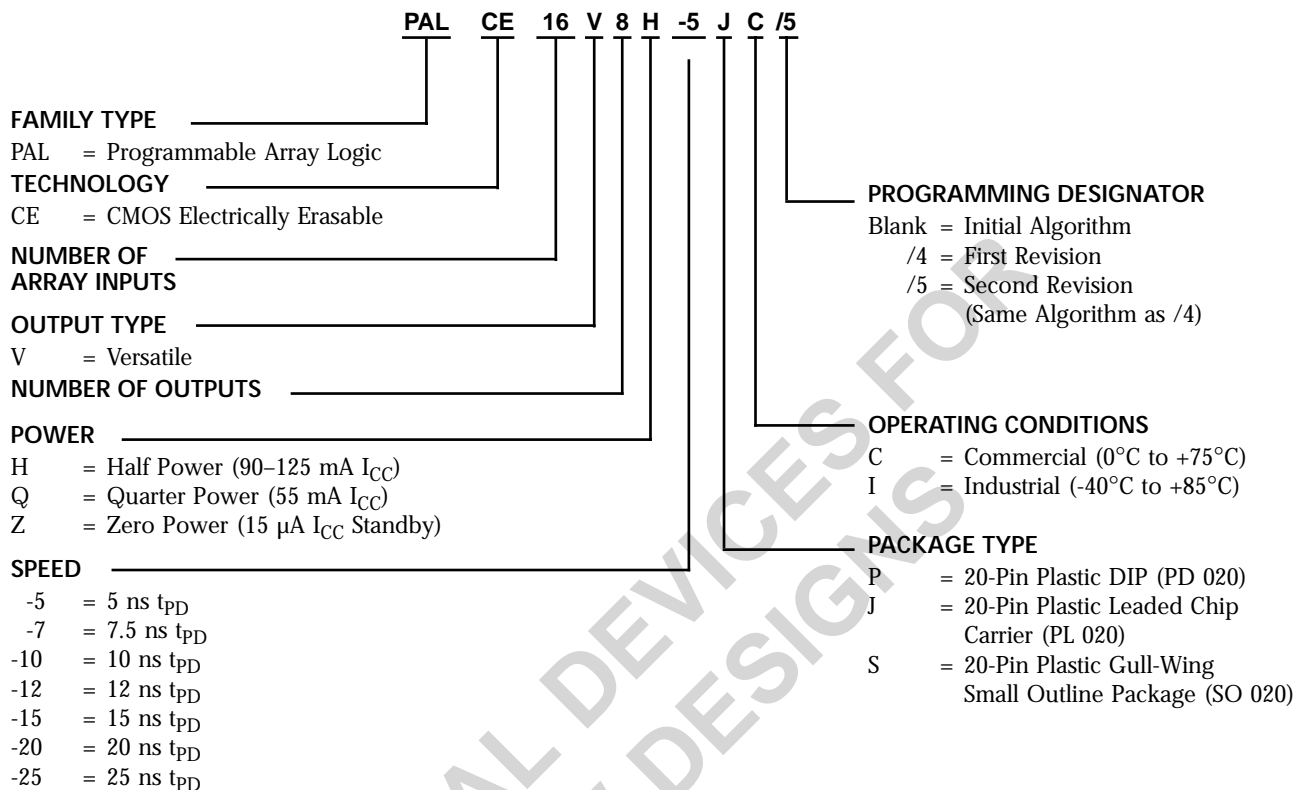 PAL CE 16 V 8 H -5 J C /5
FAMILY TYPE
PAL = Programmable Array Logic
TECHNOLOGY
CE = CMOS Electrically Erasable
NUMBER OF
ARRAY INPUTS
OUTPUT TYPE
V = Versatile
NUMBER OF OUTPUTS
POWER
H = Half Power (90–125 mA ICC)
Q = Quarter Power (55 mA ICC)
Z = Zero Power (15 µA ICC Standby)
SPEED
-5 = 5 ns tPD
-7 = 7.5 ns tPD
-10 = 10 ns tPD
-12 = 12 ns tPD
-15 = 15 ns tPD
-20 = 20 ns tPD
-25 = 25 ns tPD
PROGRAMMING DESIGNATOR
Blank = Initial Algorithm
/4 = First Revision
/5 = Second Revision
(Same Algorithm as /4)
OPERATING CONDITIONS
C = Commercial (0°C to +75°C)
I = Industrial (-40°C to +85°C)
PACKAGE TYPE
P = 20-Pin Plastic DIP (PD 020)
J = 20-Pin Plastic Leaded Chip
Carrier (PL 020)
S = 20-Pin Plastic Gull-Wing
Small Outline Package (SO 020)
AL DEVICES FOR
DESIGNS